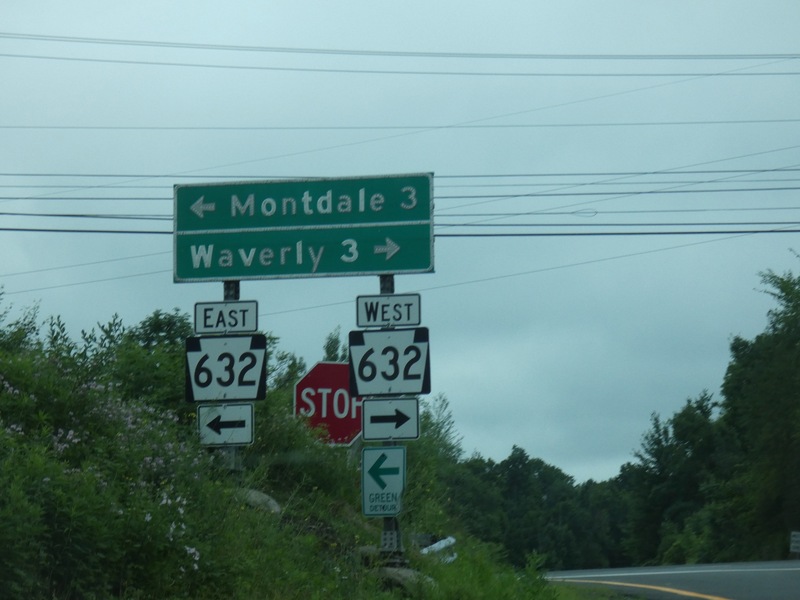 ← Montdale 3
Waverly 3 →
EAST
WEST
632
632
STOP
←
→
←
GREEN
DETOUR